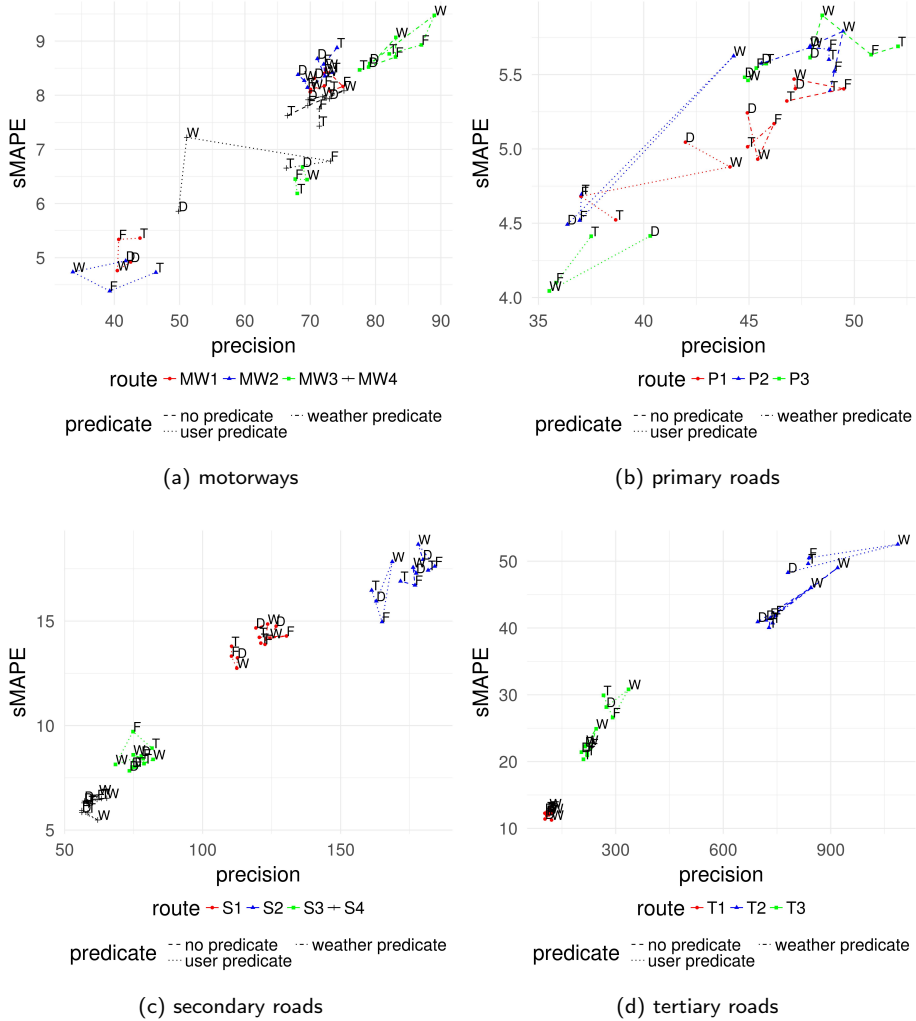 sMAPE
9
8
7
6
5
40 50 60 70 80 90
precision
route MW1 MW2 MW3 MW4
predicate no predicate weather predicate
user predicate
(a) motorways
sMAPE
5.5
5.0
4.5
4.0
35 40 45 50
precision
route P1 P2 P3
predicate no predicate weather predicate
user predicate
(b) primary roads
sMAPE
15
10
5
50 100 150
precision
route S1 S2 S3 S4
predicate no predicate weather predicate
user predicate
(c) secondary roads
sMAPE
50
40
30
20
10
300 600 900
precision
route T1 T2 T3
predicate no predicate weather predicate
user predicate
(d) tertiary roads